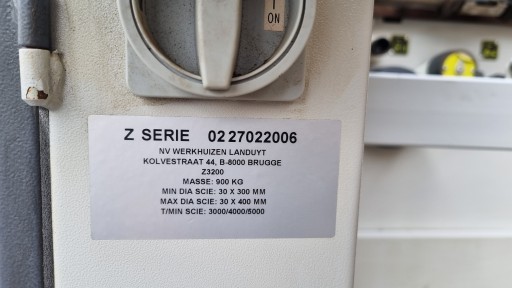 I
ON
Z SERIE 02 27022006
NV WERKHUIZEN LANDUYT
KOLVESTRAAT 44, B-8000 BRUGGE
Z3200
MASSE: 900 KG
MIN DIA SCIE: 30 X 300 MM
MAX DIA SCIE: 30 X 400 MM
T/MIN SCIE: 3000/4000/5000